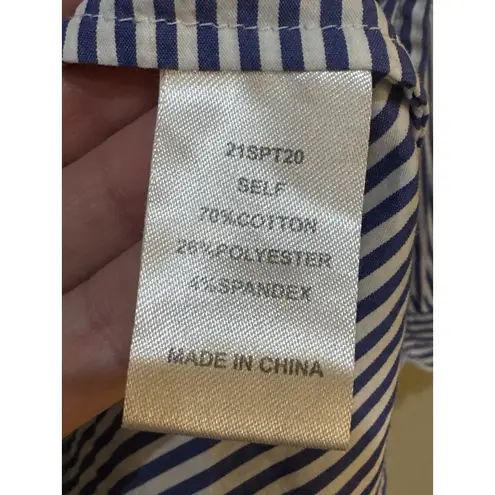 21SPT20
SELF
70%COTTON
26%POLYESTER
4%SPANDEX
MADE IN CHINA